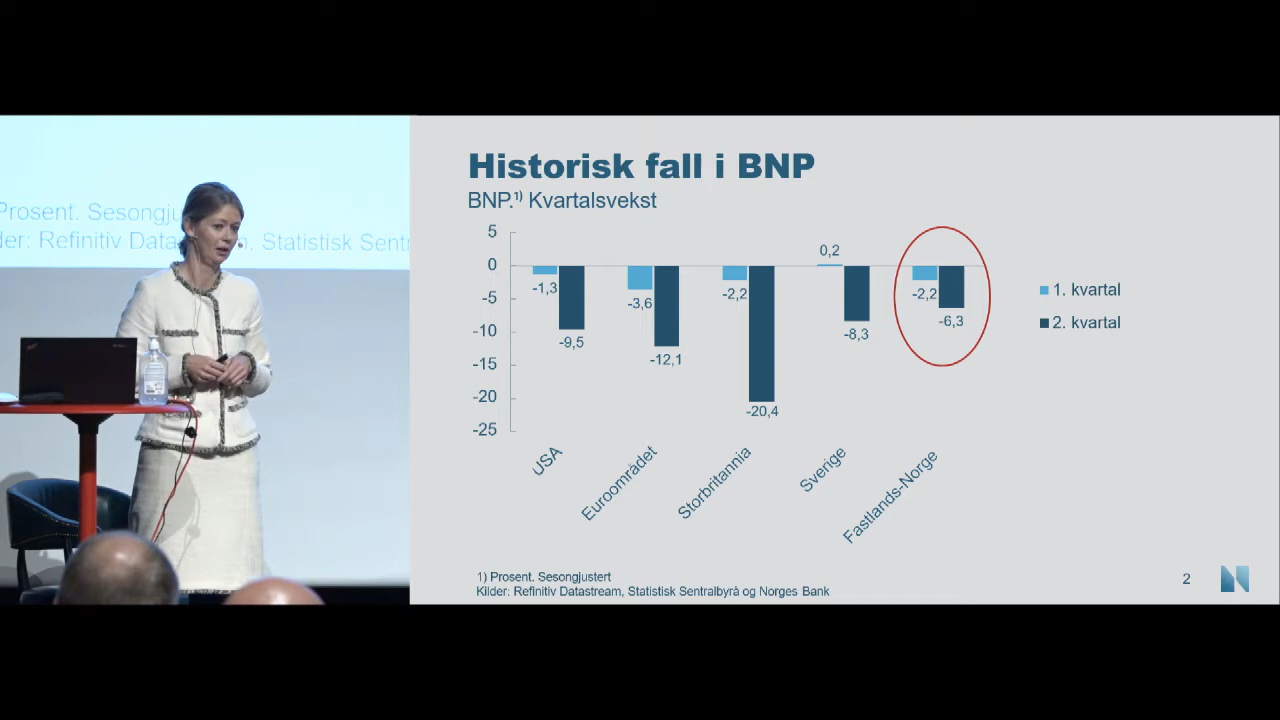 Prosent. Sesongju
der: Refinitiv Data , Statistisk Sentr
Historisk fall i BNP
BNP.¹⁾ Kvartalsvekst
5
0
-5
-10
-15
-20
-25
-1,3
-9,5
-3,6
-12,1
-2,2
-20,4
0,2
-8,3
-2,2
-6,3
USA
Euroområdet
Storbritannia
Sverige
Fastlands-Norge
1. kvartal
2. kvartal
1) Prosent. Sesongjustert
Kilder: Refinitiv Datastream, Statistisk Sentralbyrå og Norges Bank
2